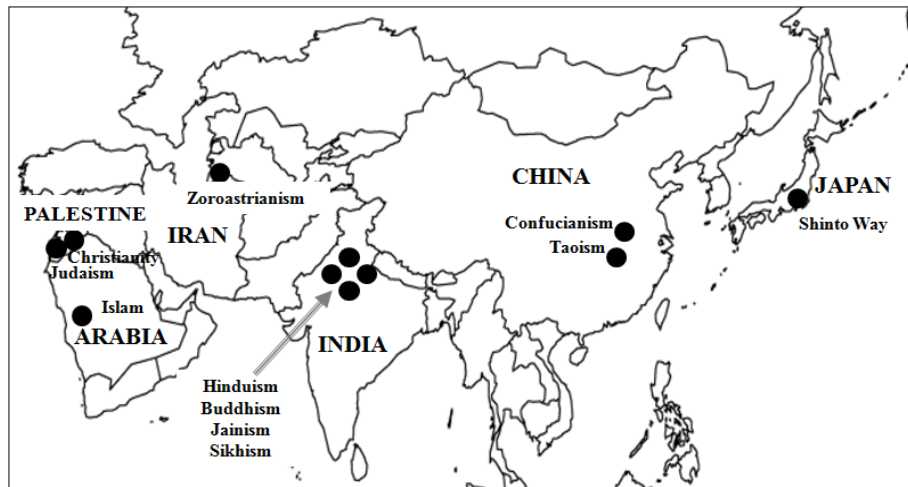 CHINA
Zoroastrianism
JAPAN
PALESTINE
Confucianism
Shinto Way
IRAN
Taoism
Christianity
Judaism
Islam
ARABIA
INDIA
Hinduism
Buddhism
Jainism
Sikhism